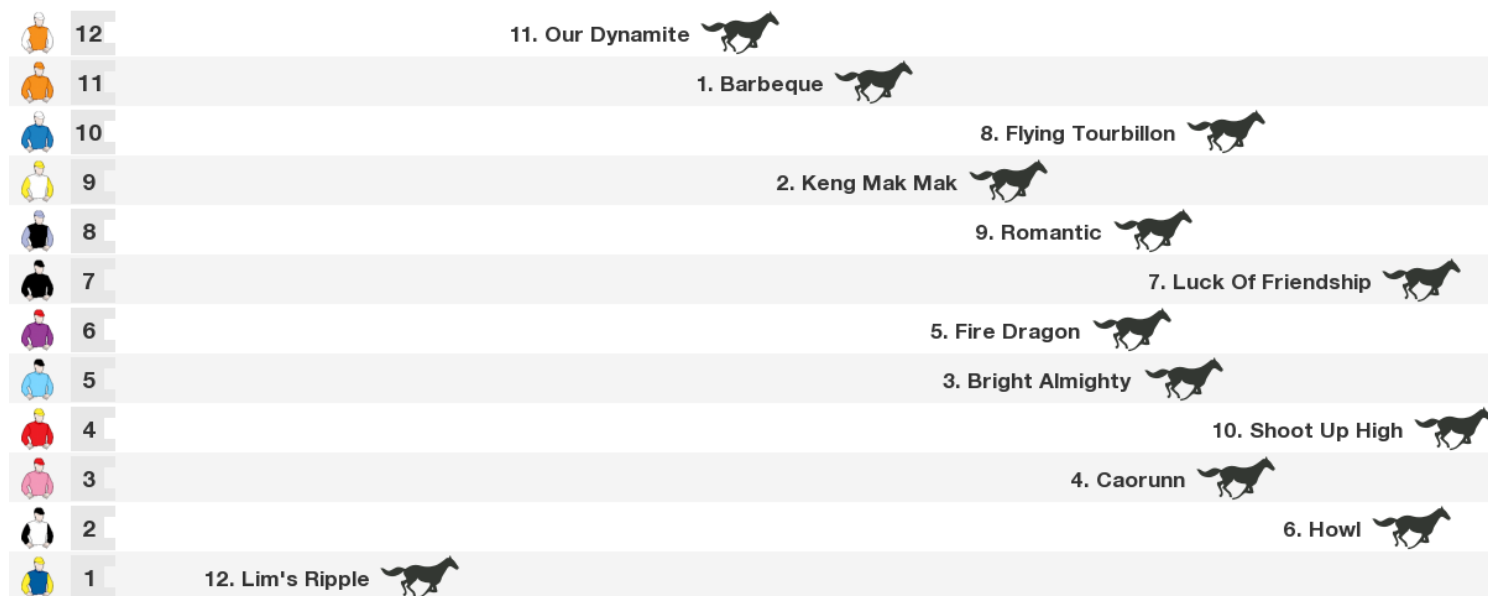 12 11. Our Dynamite
11 1. Barbeque
10 8. Flying Tourbillon
9 2. Keng Mak Mak
8 9. Romantic
7 7. Luck Of Friendship
6 5. Fire Dragon
5 3. Bright Almighty
4 10. Shoot Up High
3 4. Caorunn
2 6. Howl
1 12. Lim's Ripple